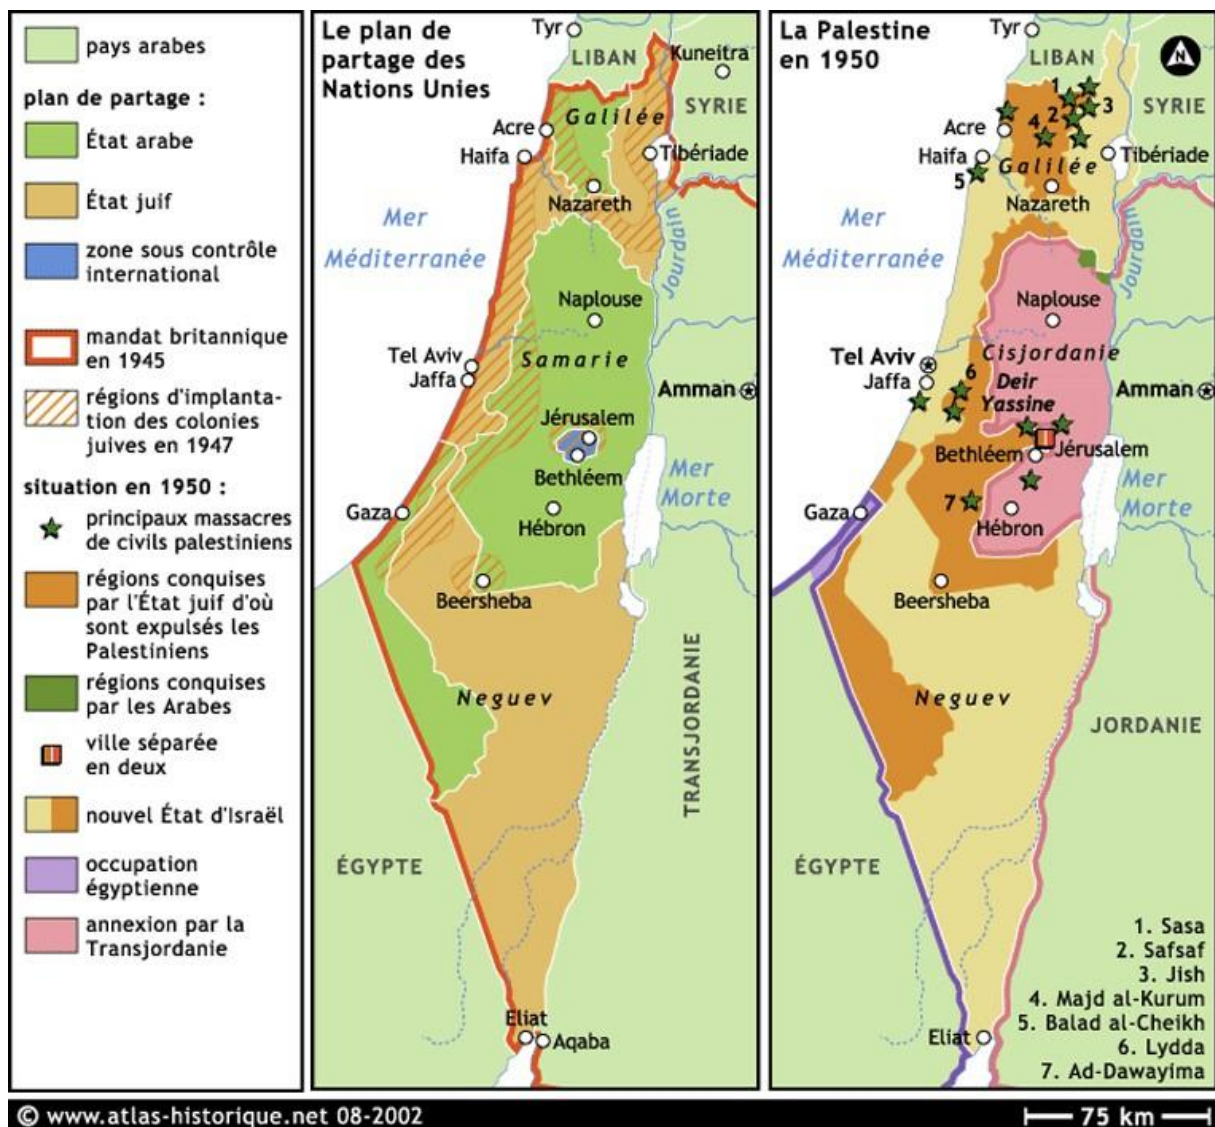 pays arabes
plan de partage :
État arabe
État juif
zone sous contrôle
international
mandat britannique
en 1945
régions d'implanta-
tion des colonies
juives en 1947
situation en 1950 :
principaux massacres
de civils palestiniens
régions conquises
par l'État juif d'où
sont expulsés les
Palestiniens
régions conquises
par les Arabes
ville séparée
en deux
nouvel État d'Israël
occupation
égyptienne
annexion par la
Transjordanie
Le plan de
partage des
Nations Unies
Tyr
LIBAN
Kuneitra
SYRIE
Galilée
Acre
Haifa
Tibériade
Nazareth
Mer
Méditerranée
Jourdain
Naplouse
Tel Aviv
Jaffa
Samarie
Amman
Jérusalem
Bethléem
Mer
Morte
Gaza
Hébron
Beersheba
Neguev
TRANSJORDANIE
ÉGYPTE
Eliat
Aqaba
La Palestine
en 1950
N
Tyr
LIBAN
SYRIE
1
2
3
4
Acre
Haifa
Galilée
Tibériade
5
Nazareth
Mer
Méditerranée
Jourdain
Naplouse
Tel Aviv
Jaffa
Cisjordanie
6
Deir
Yassine
Amman
Bethléem
Jérusalem
Mer
Morte
7
Gaza
Hébron
Beersheba
Neguev
JORDANIE
ÉGYPTE
Eliat
1. Sasa
2. Safsaf
3. Jish
4. Majd al-Kurum
5. Balad al-Cheikh
6. Lydda
7. Ad-Dawayima
© www.atlas-historique.net 08-2002
75 km